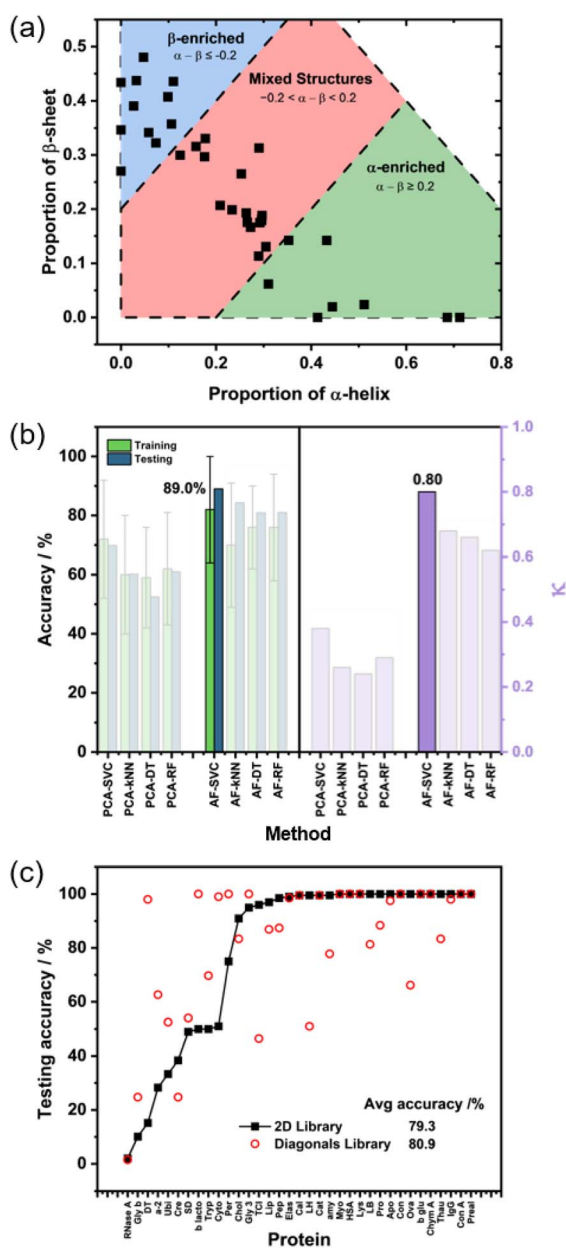 (a)
0.5
0.4
0.3
0.2
0.1
0.0
Proportion of β-sheet
β-enriched
α − β ≤ -0.2
Mixed Structures
−0.2 < α − β < 0.2
α-enriched
α − β ≥ 0.2
0.0 0.2 0.4 0.6 0.8
Proportion of α-helix
(b)
100
80
60
40
20
0
Accuracy / %
Training
Testing
89.0%
0.80
1.0
0.8
0.6
0.4
0.2
0.0
κ
PCA-SVC
PCA-kNN
PCA-DT
PCA-RF
AF-SVC
AF-kNN
AF-DT
AF-RF
PCA-SVC
PCA-kNN
PCA-DT
PCA-RF
AF-SVC
AF-kNN
AF-DT
AF-RF
Method
(c)
100
80
60
40
20
0
Testing accuracy / %
Avg accuracy /%
2D Library 79.3
Diagonals Library 80.9
RNase A
Gly b
DT
a-2
Ubi
Cre
SD
b lacto
Tryp
Cyto
Per
Chol
Gly 3
TCI
Lip
Pep
Elas
Cal
LH
Cat
amy
Myo
HSA
Lys
LB
Pro
Apo
Con
Ova
b glu
Chym A
Thau
IgG
Con A
Preal
Protein